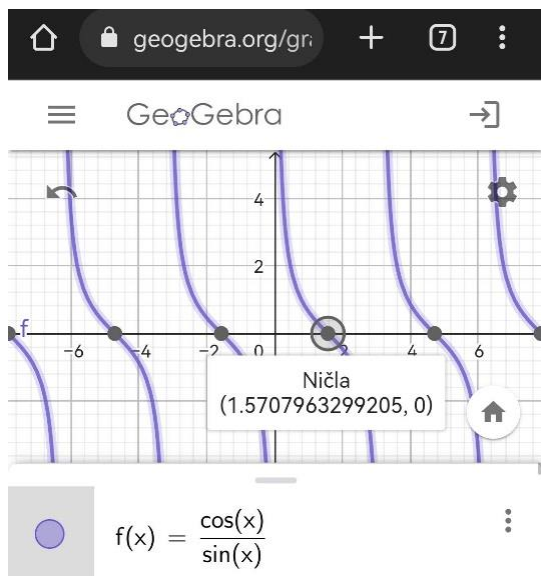 geogebra.org/gr
7
GeoGebra
4
2
f
−6
−4
−2
0
2
4
6
Ničla
(1.5707963299205, 0)
f(x) = cos(x)/sin(x)